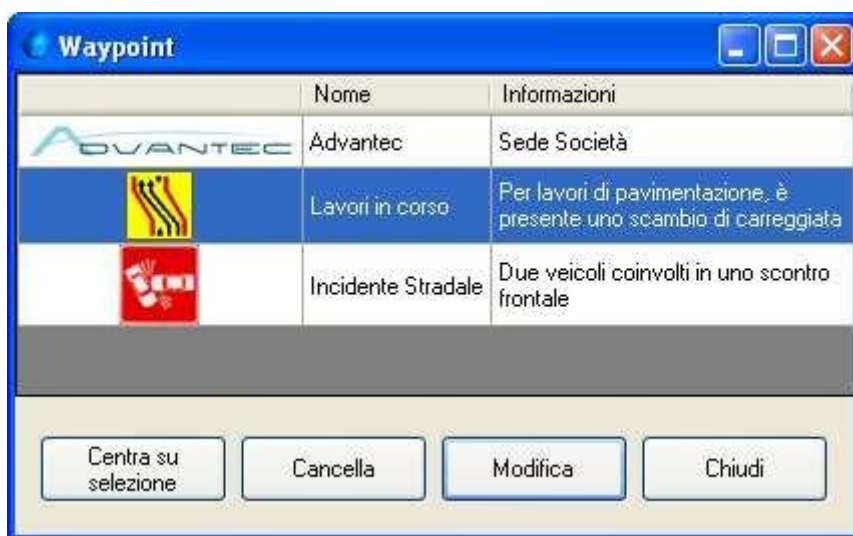 Waypoint
Nome Informazioni
ADVANTEC Advantec Sede Società
Lavori in corso Per lavori di pavimentazione, è
presente uno scambio di carreggiata
Incidente Stradale Due veicoli coinvolti in uno scontro
frontale
Centra su
selezione
Cancella
Modifica
Chiudi